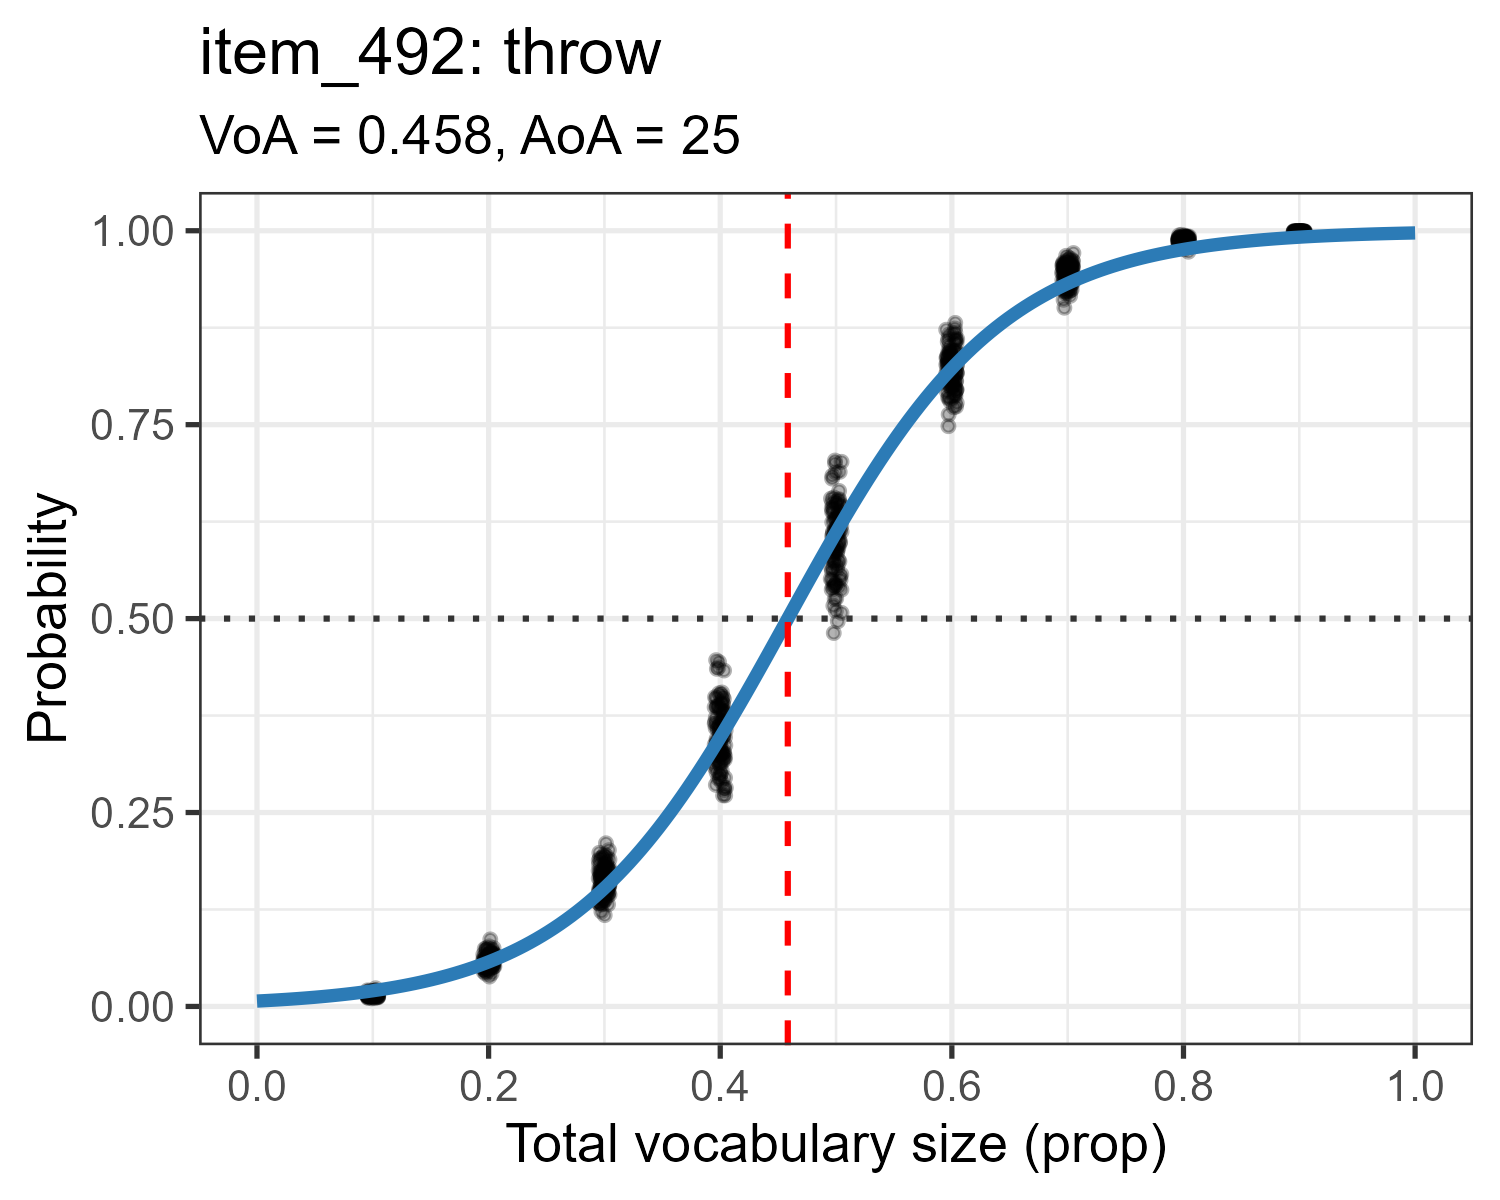 item_492: throw
VoA = 0.458, AoA = 25
1.00
0.75
0.50
0.25
0.00
Probability
0.0 0.2 0.4 0.6 0.8 1.0
Total vocabulary size (prop)